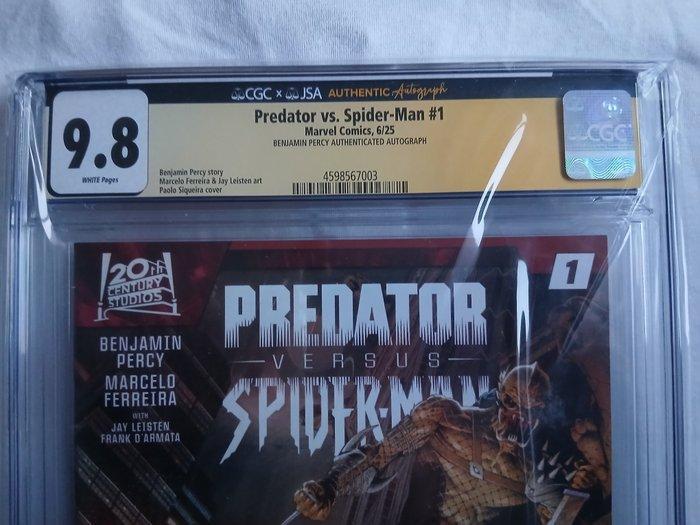 CGC × JSA AUTHENTIC Autograph
Predator vs. Spider-Man #1
Marvel Comics, 6/25
BENJAMIN PERCY AUTHENTICATED AUTOGRAPH
9.8
WHITE Pages
Benjamin Percy story
Marcelo Ferreira & Jay Leisten art
Paolo Siqueira cover
4598567003
CGC
20TH
CENTURY
STUDIOS
1
PREDATOR
VERSUS
SPIDER-MAN
BENJAMIN
PERCY
MARCELO
FERREIRA
WITH
JAY LEISTEN
FRANK D'ARMATA